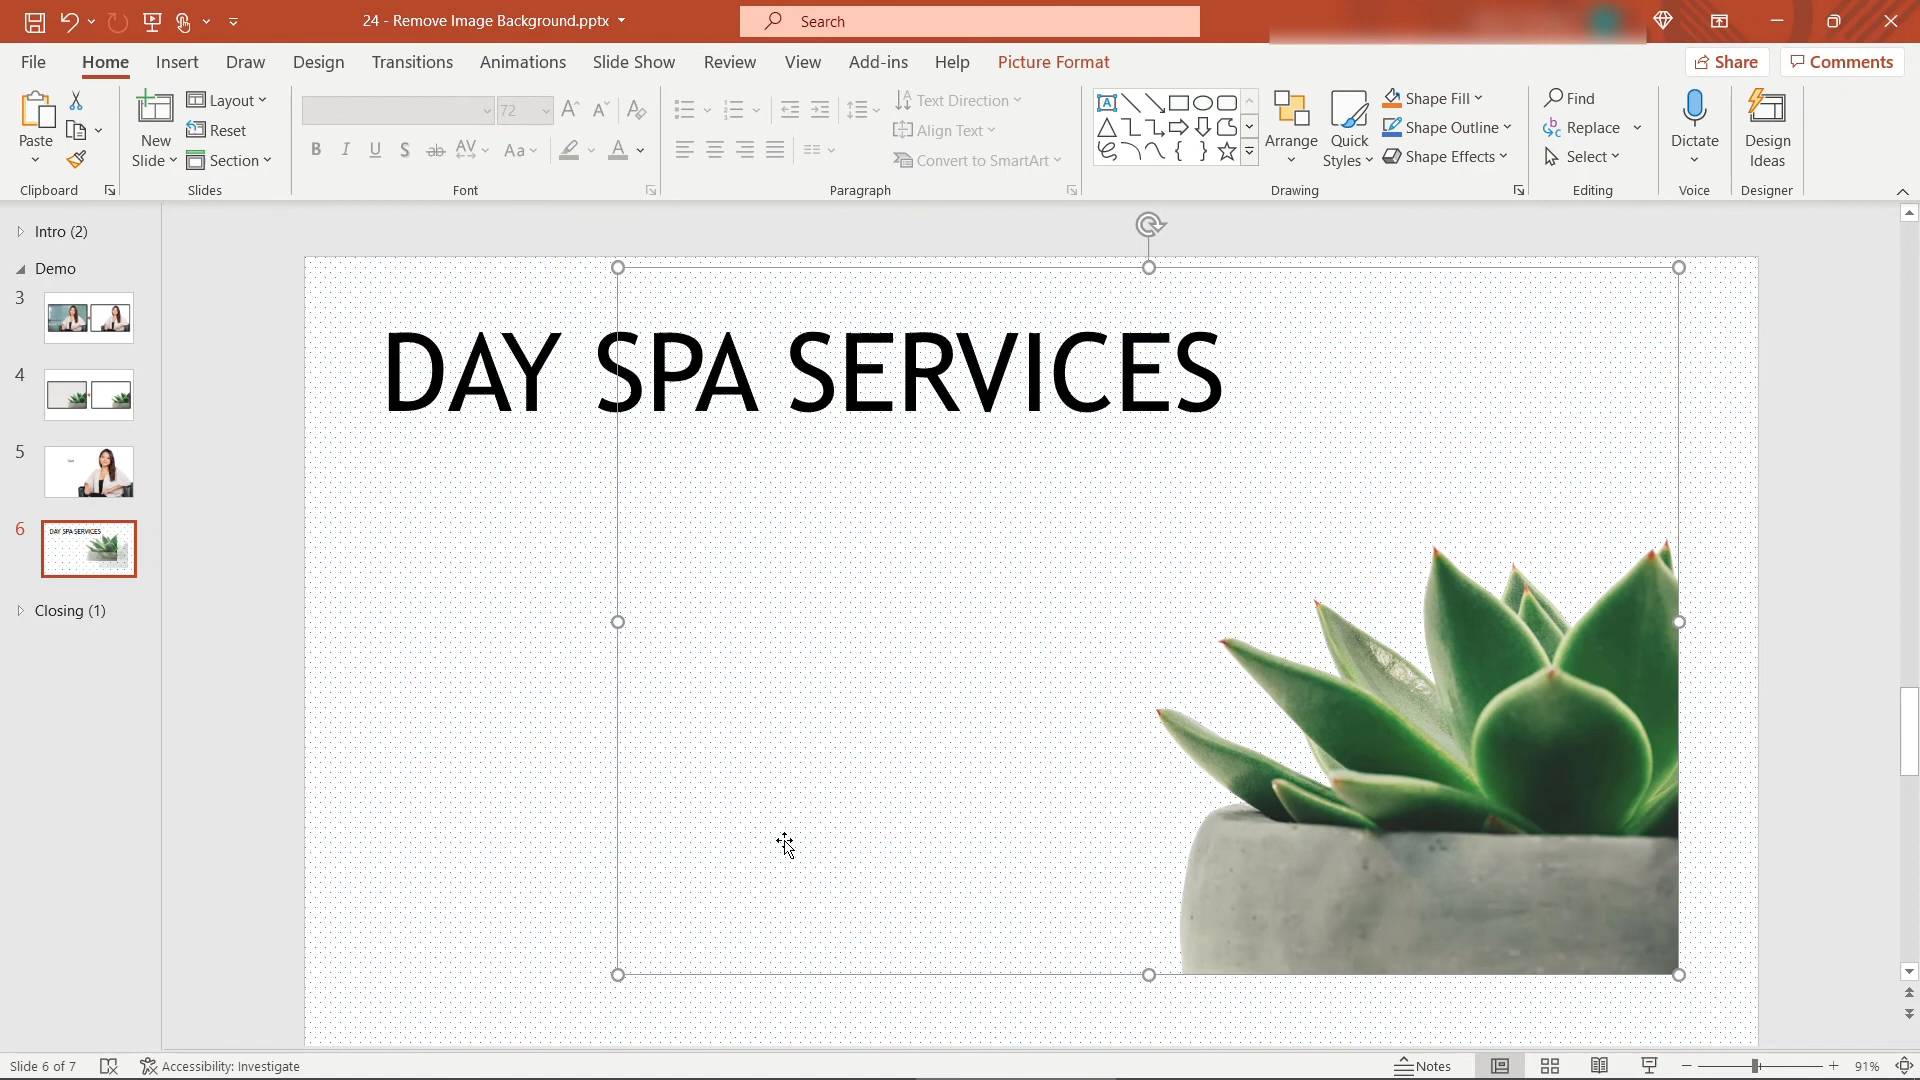 24 - Remove Image Background.pptx
Search
File
Home
Insert
Draw
Design
Transitions
Animations
Slide Show
Review
View
Add-ins
Help
Picture Format
Share
Comments
Paste
Clipboard
New
Slide
Layout
Reset
Section
Slides
72
B I U S ab AV Aa A
Font
Text Direction
Align Text
Convert to SmartArt
Paragraph
Arrange
Quick
Styles
Shape Fill
Shape Outline
Shape Effects
Drawing
Find
Replace
Select
Editing
Dictate
Voice
Design
Ideas
Designer
Intro (2)
Demo
3
4
5
6
DAY SPA SERVICES
Closing (1)
DAY SPA SERVICES
Slide 6 of 7
Accessibility: Investigate
Notes
91%